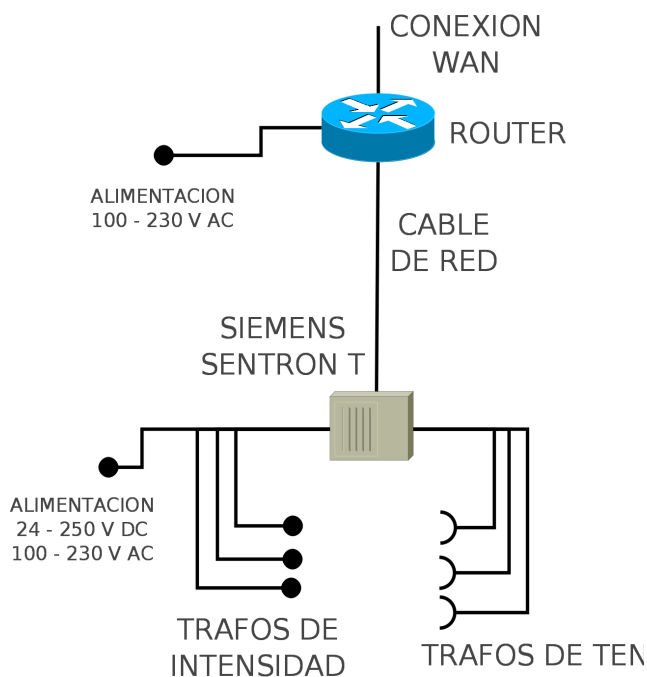 CONEXION
WAN
ROUTER
ALIMENTACION
100 - 230 V AC
CABLE
DE RED
SIEMENS
SENTRON T
ALIMENTACION
24 - 250 V DC
100 - 230 V AC
TRAFOS DE
INTENSIDAD
TRAFOS DE TEN